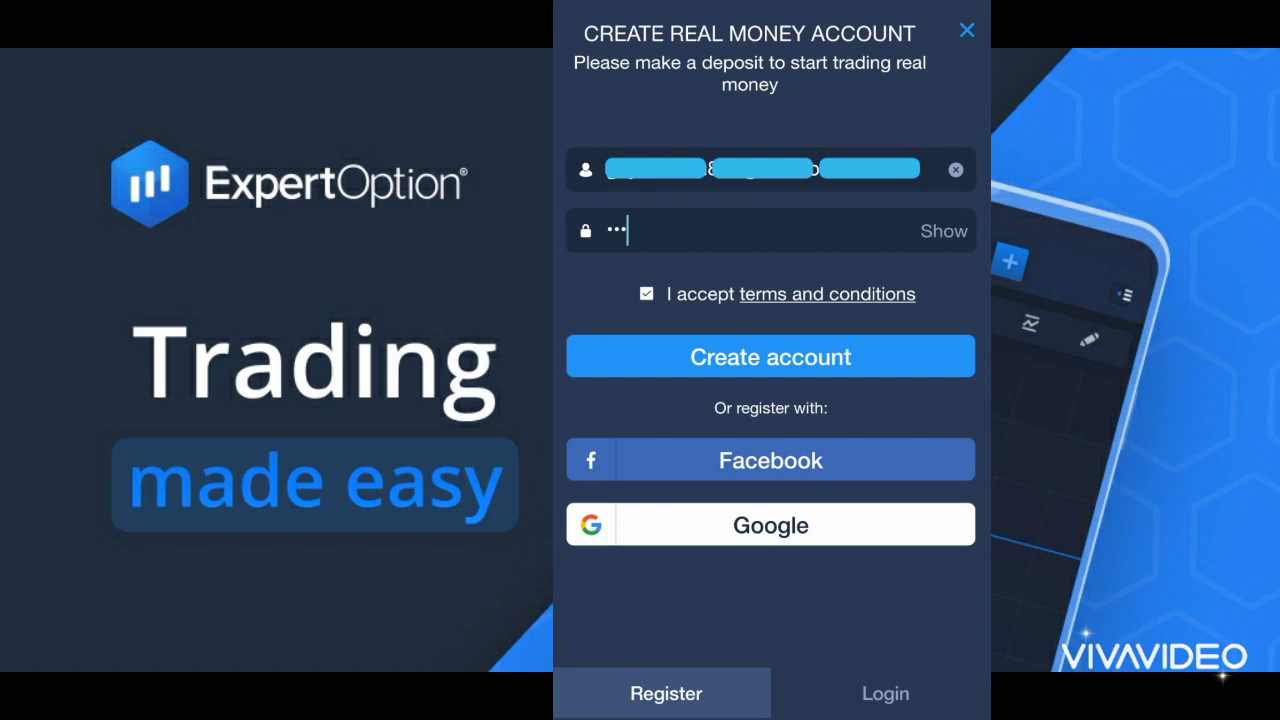 ExpertOption®
Trading
made easy
CREATE REAL MONEY ACCOUNT
Please make a deposit to start trading real
money
Show
I accept terms and conditions
Create account
Or register with:
Facebook
Google
Register
Login
VIVAVIDEO